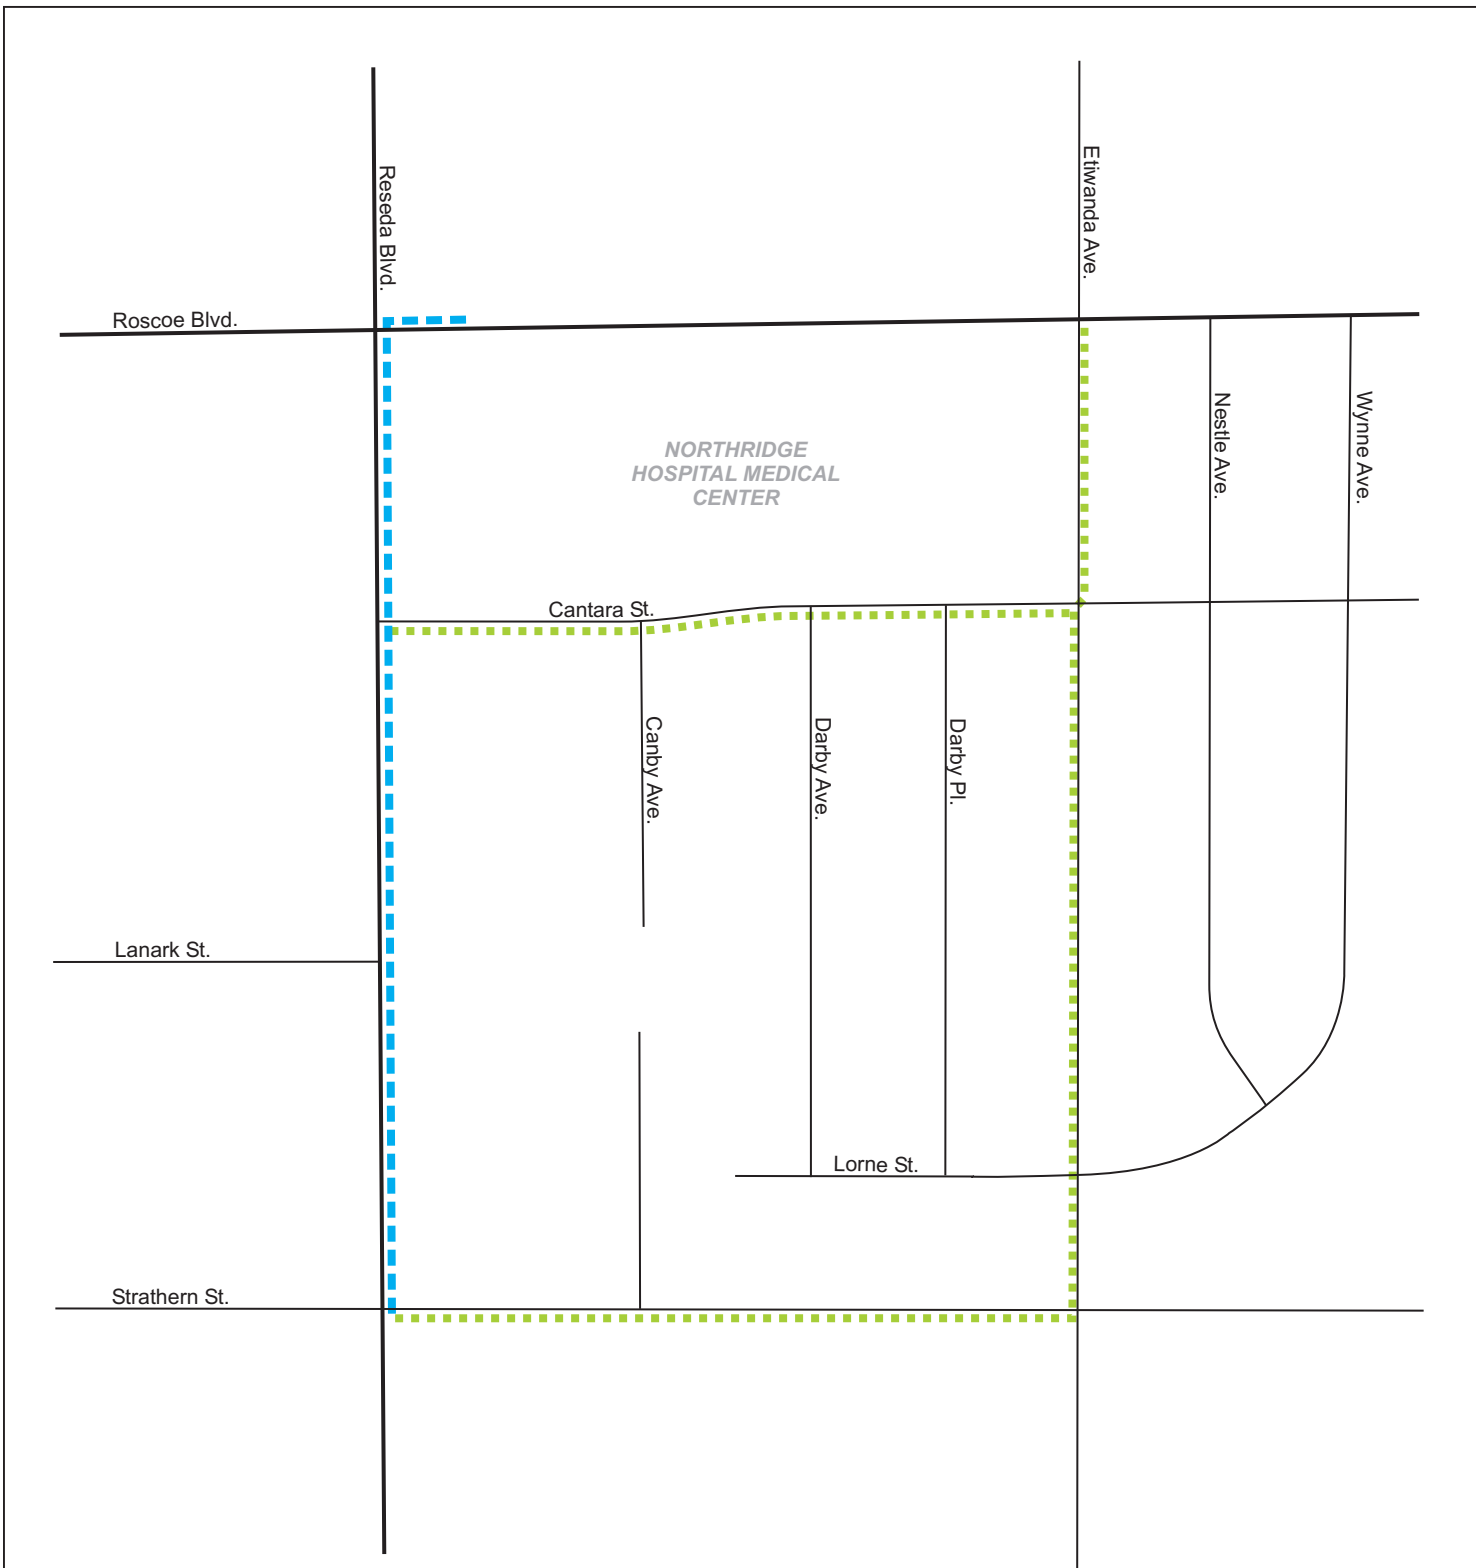 Reseda Blvd.
Etiwanda Ave.
Roscoe Blvd.
Nestle Ave.
Wynne Ave.
NORTHRIDGE
HOSPITAL MEDICAL
CENTER
Cantara St.
Canby Ave.
Darby Ave.
Darby Pl.
Lanark St.
Lorne St.
Strathern St.